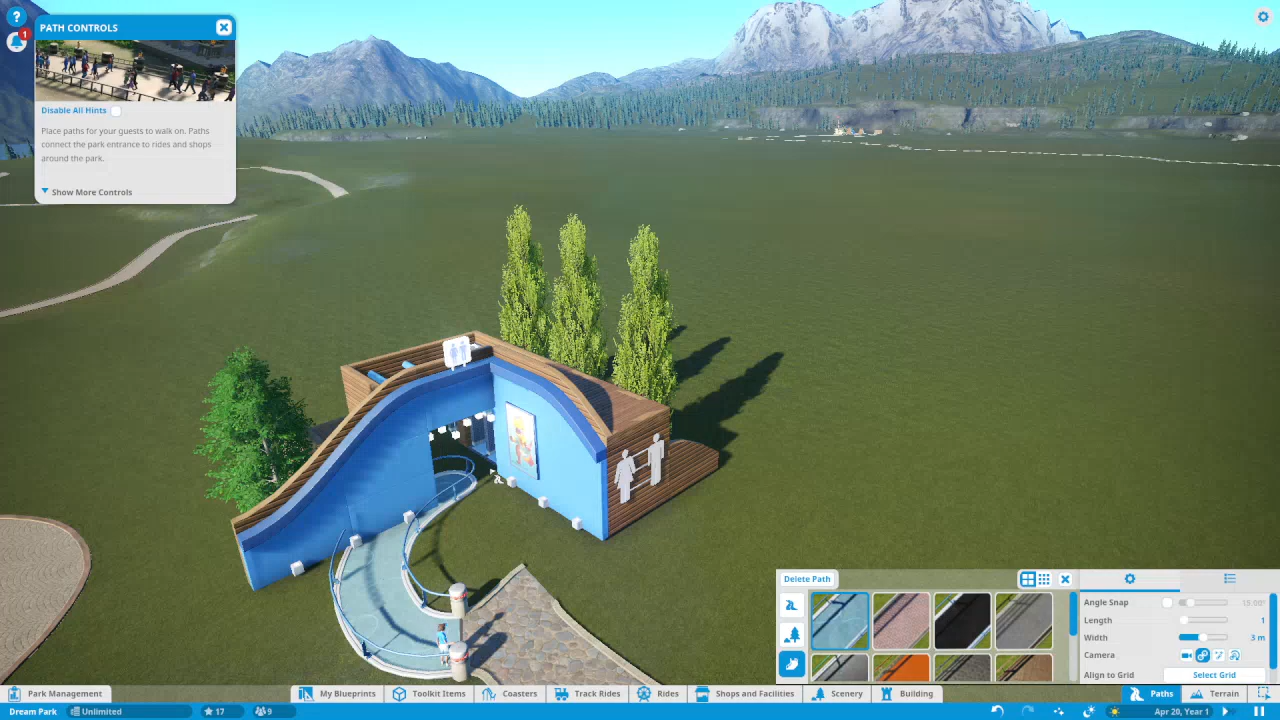 ?
PATH CONTROLS
1
Disable All Hints
Place paths for your guests to walk on. Paths
connect the park entrance to rides and shops
around the park.
Show More Controls
Delete Path
Angle Snap 15.00°
Length 1
Width 3 m
Camera
Align to Grid Select Grid
Park Management My Blueprints Toolkit Items Coasters Track Rides Rides Shops and Facilities Scenery Building Paths Terrain
Dream Park Unlimited 17 9 Apr 20, Year 1